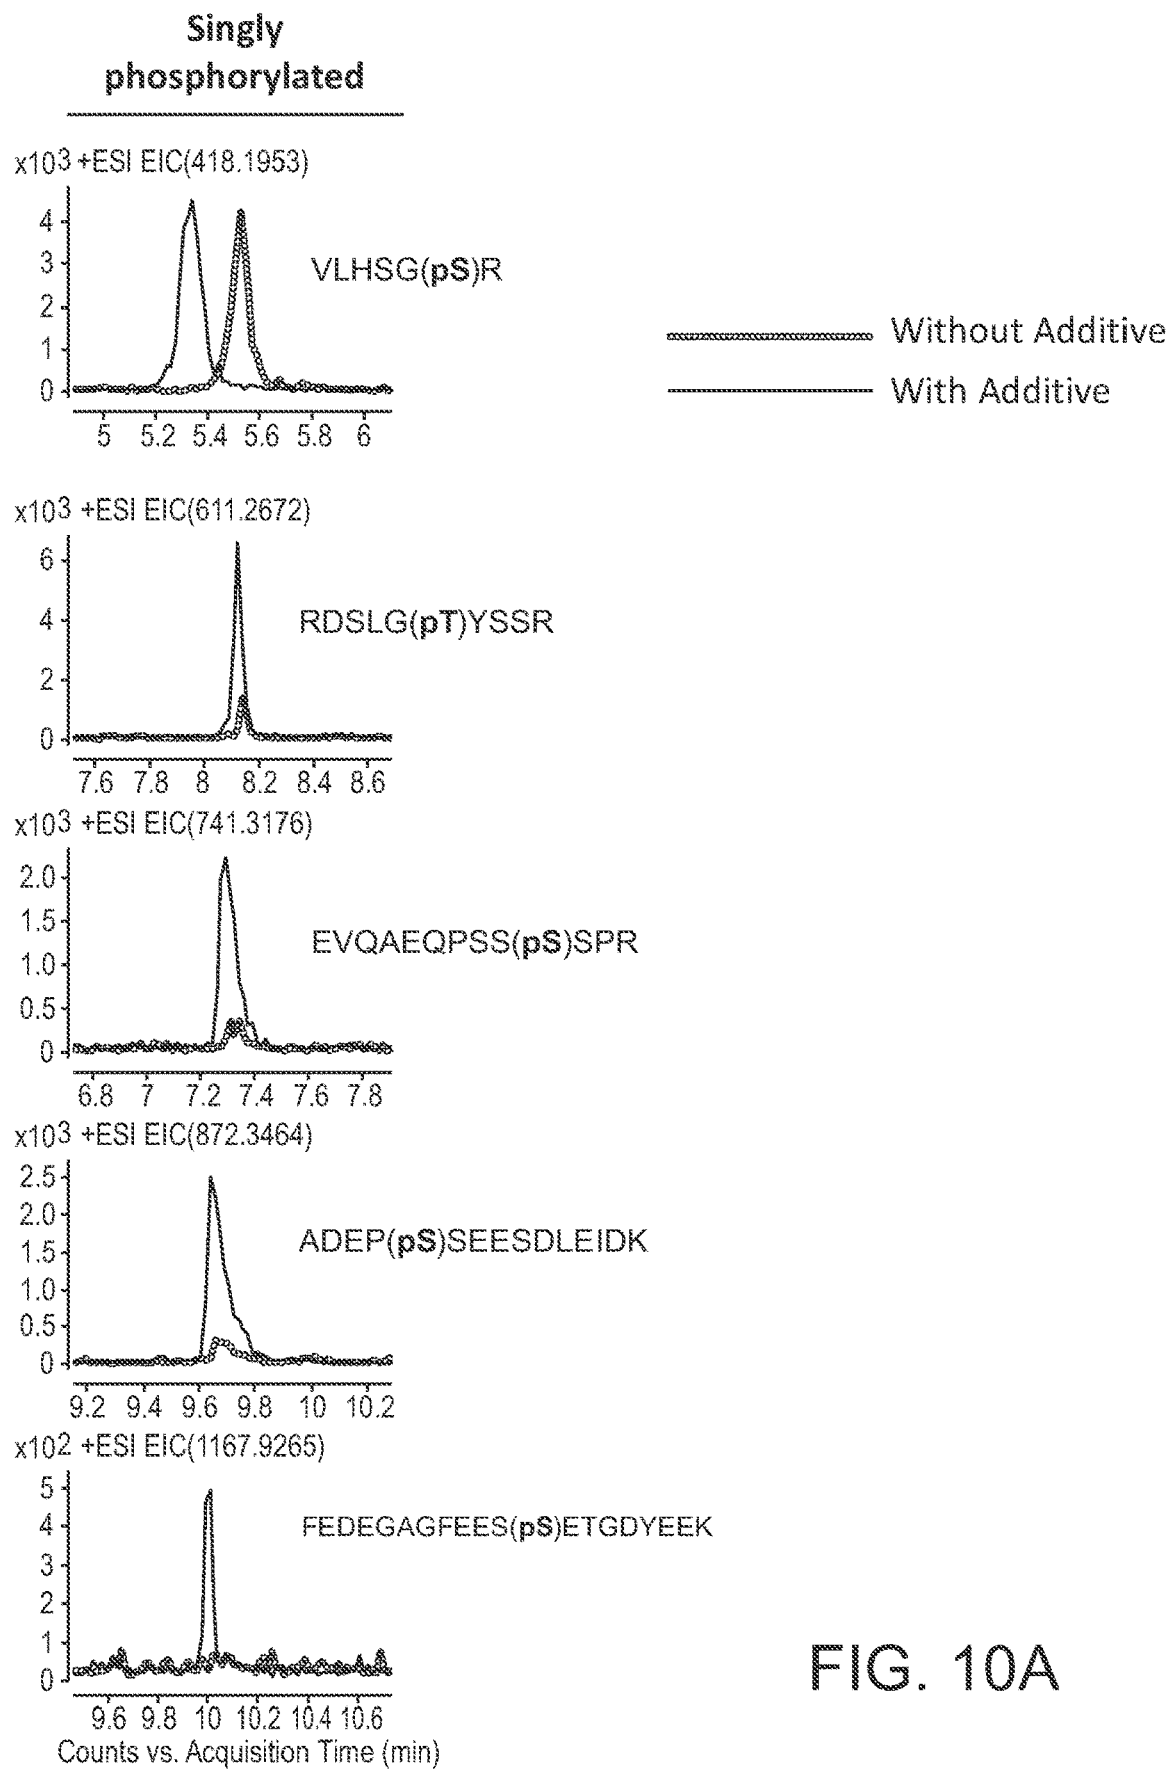 Singly
phosphorylated
x10³ +ESI EIC(418.1953)
4
3
2
1
0
5 5.2 5.4 5.6 5.8 6
VLHSG(pS)R
Without Additive
With Additive
x10³ +ESI EIC(611.2672)
6
4
2
0
7.6 7.8 8 8.2 8.4 8.6
RDSLG(pT)YSSR
x10³ +ESI EIC(741.3176)
2.0
1.5
1.0
0.5
0
6.8 7 7.2 7.4 7.6 7.8
EVQAEQPSS(pS)SPR
x10³ +ESI EIC(872.3464)
2.5
2.0
1.5
1.0
0.5
0
9.2 9.4 9.6 9.8 10 10.2
ADEP(pS)SEESDLEIDK
x10² +ESI EIC(1167.9265)
5
4
3
2
1
0
9.6 9.8 10 10.2 10.4 10.6
FEDEGAGFEES(pS)ETGDYEEK
Counts vs. Acquisition Time (min)
FIG. 10A